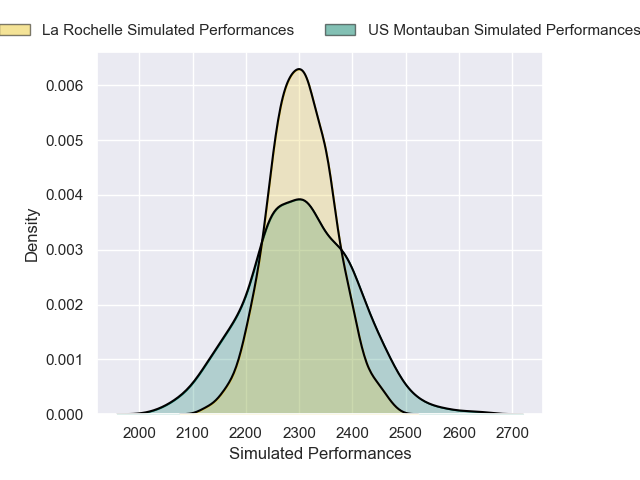 La Rochelle Simulated Performances US Montauban Simulated Performances
0.006
0.005
0.004
0.003
0.002
0.001
0.000
Density
2000 2100 2200 2300 2400 2500 2600 2700
Simulated Performances